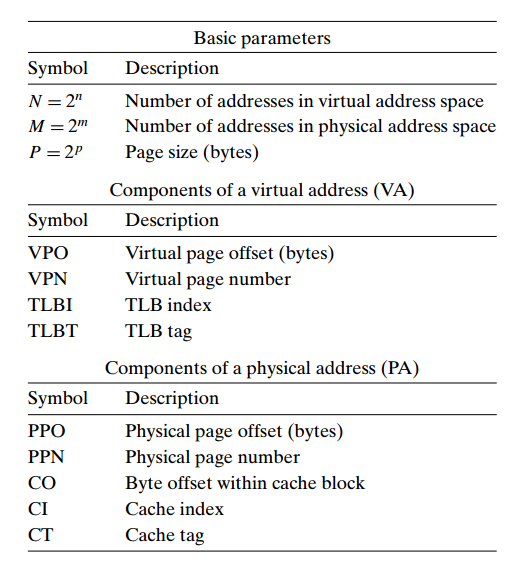 Basic parameters
Symbol Description
N = 2ⁿ Number of addresses in virtual address space
M = 2ᵐ Number of addresses in physical address space
P = 2ᵖ Page size (bytes)
Components of a virtual address (VA)
Symbol Description
VPO Virtual page offset (bytes)
VPN Virtual page number
TLBI TLB index
TLBT TLB tag
Components of a physical address (PA)
Symbol Description
PPO Physical page offset (bytes)
PPN Physical page number
CO Byte offset within cache block
CI Cache index
CT Cache tag